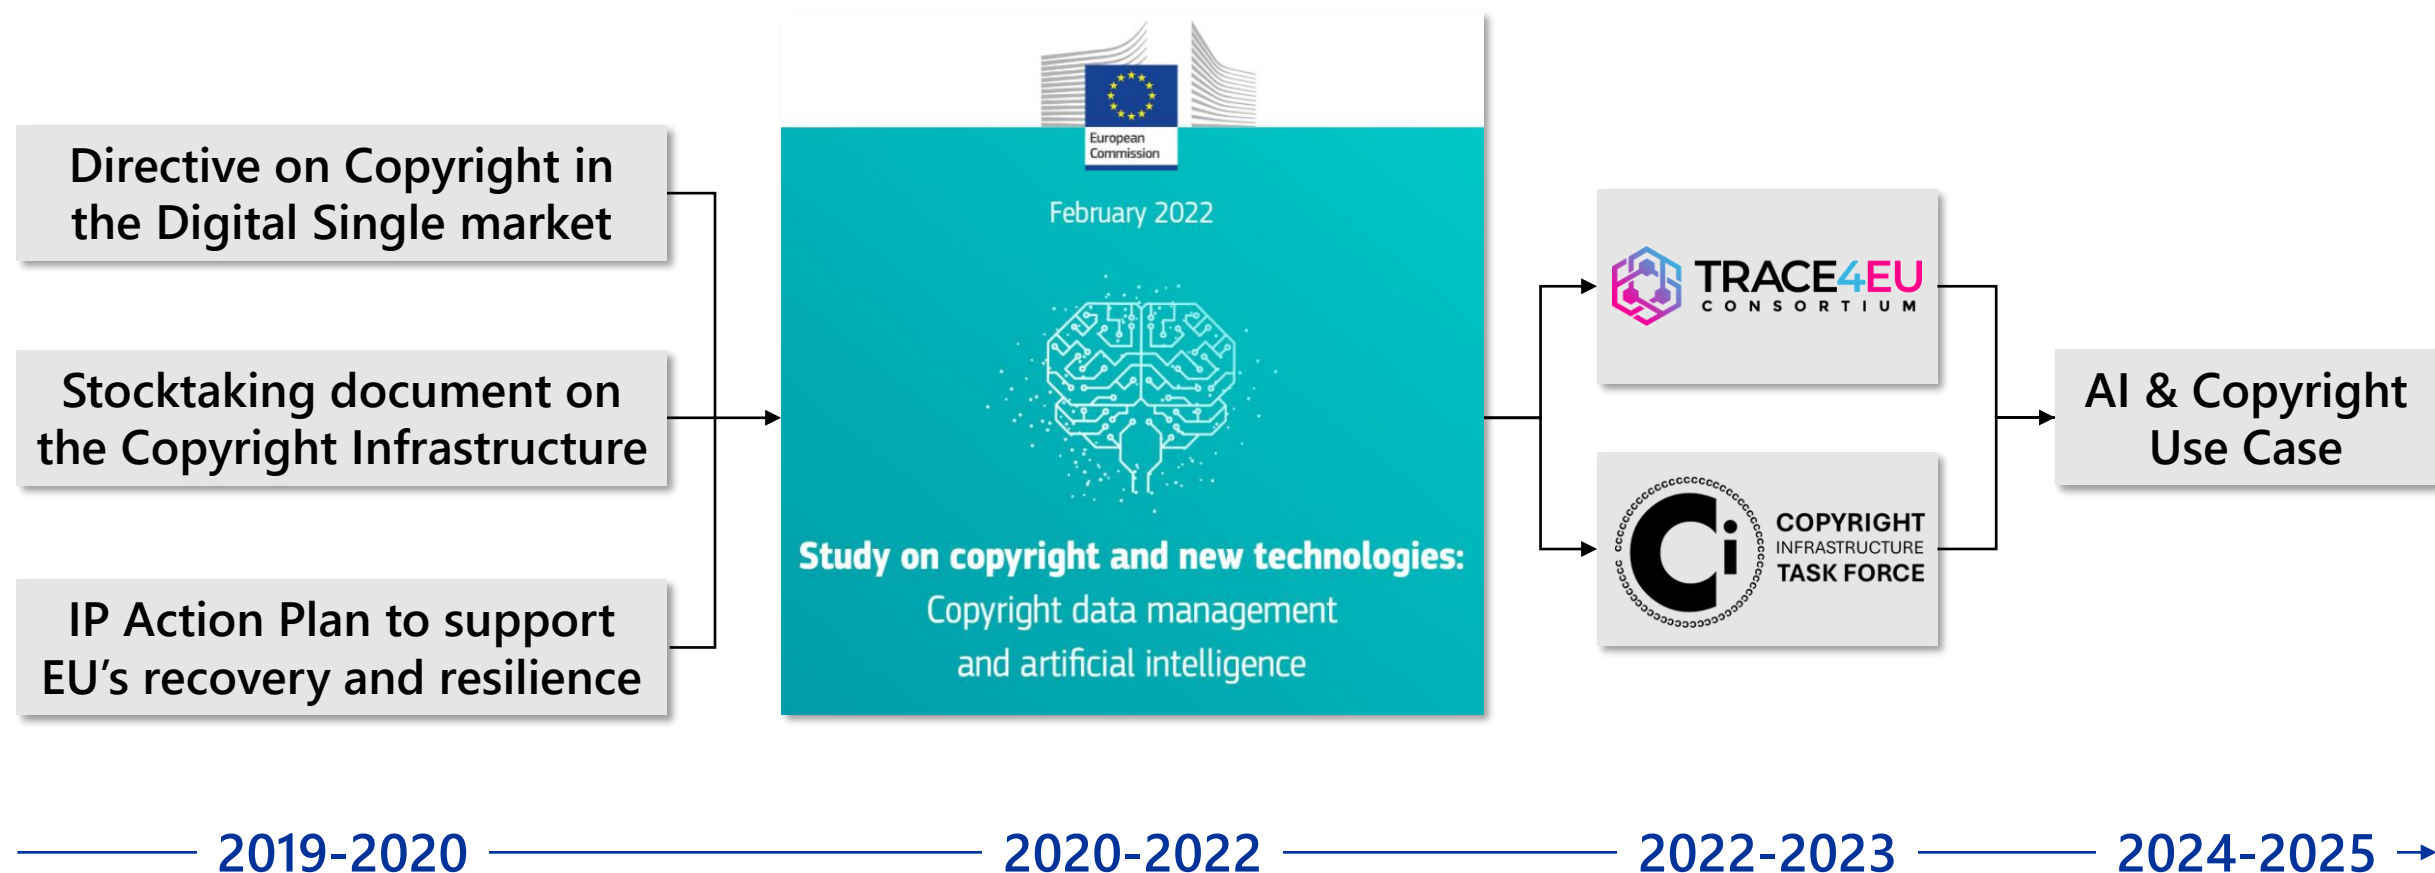 Directive on Copyright in
the Digital Single market
Stocktaking document on
the Copyright Infrastructure
IP Action Plan to support
EU's recovery and resilience
European
Commission
February 2022
Study on copyright and new technologies:
Copyright data management
and artificial intelligence
TRACE4EU
CONSORTIUM
Ci
COPYRIGHT
INFRASTRUCTURE
TASK FORCE
AI & Copyright
Use Case
2019-2020
2020-2022
2022-2023
2024-2025